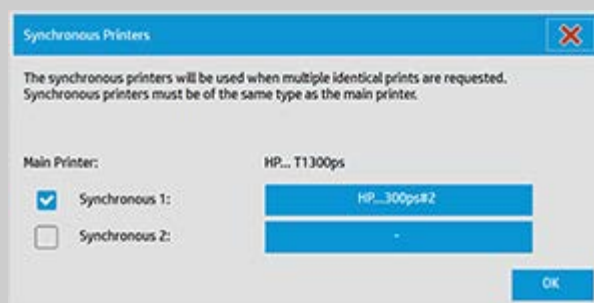 Synchronous Printers
The synchronous printers will be used when multiple identical prints are requested.
Synchronous printers must be of the same type as the main printer.
Main Printer: HP... T1300ps
Synchronous 1: HP...300ps#2
Synchronous 2: -
OK